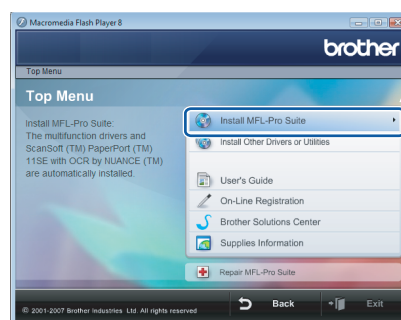 Macromedia Flash Player 8
brother
Top Menu
Top Menu
Install MFL-Pro Suite:
The multifunction drivers and
ScanSoft (TM) PaperPort (TM)
11SE with OCR by NUANCE (TM)
are automatically installed.
Install MFL-Pro Suite
Install Other Drivers or Utilities
User's Guide
On-Line Registration
Brother Solutions Center
Supplies Information
Repair MFL-Pro Suite
© 2001-2007 Brother Industries Ltd. All rights reserved
Back
Exit